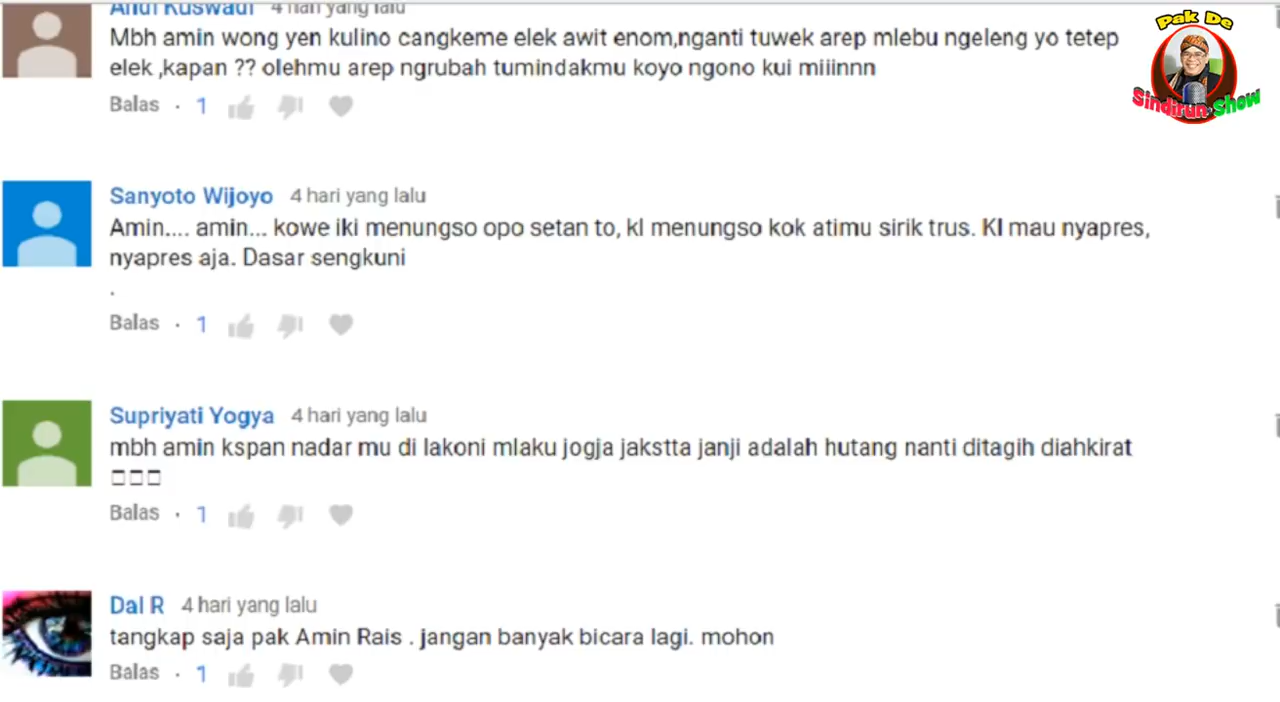 Andi Kuswadi 4 hari yang lalu
Mbh amin wong yen kulino cangkeme elek awit enom,nganti tuwek arep mlebu ngeleng yo tetep
elek ,kapan ?? olehmu arep ngrubah tumindakmu koyo ngono kui miiinnn
Balas · 1
Sanyoto Wijoyo 4 hari yang lalu
Amin.... amin... kowe iki menungso opo setan to, kl menungso kok atimu sirik trus. Kl mau nyapres,
nyapres aja. Dasar sengkuni
.
Balas · 1
Supriyati Yogya 4 hari yang lalu
mbh amin kspan nadar mu di lakoni mlaku jogja jakstta janji adalah hutang nanti ditagih diahkirat
Balas · 1
Dal R 4 hari yang lalu
tangkap saja pak Amin Rais . jangan banyak bicara lagi. mohon
Balas · 1
Pak De
Sindirun Show